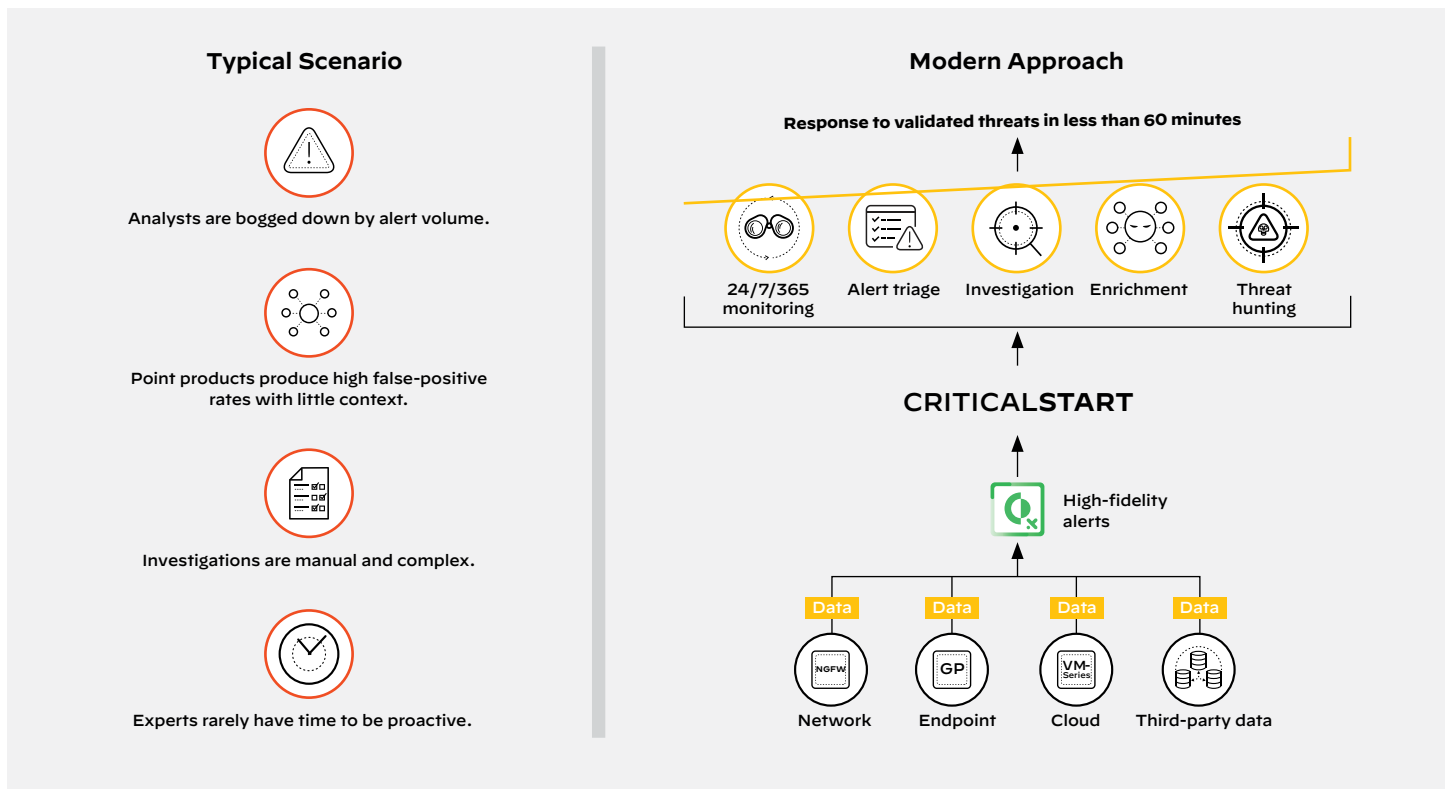 Typical Scenario
Analysts are bogged down by alert volume.
Point products produce high false-positive
rates with little context.
Investigations are manual and complex.
Experts rarely have time to be proactive.
Modern Approach
Response to validated threats in less than 60 minutes
24/7/365
monitoring
Alert triage
Investigation
Enrichment
Threat
hunting
CRITICALSTART
High-fidelity
alerts
Data
Data
Data
Data
NGFW
GP
VM-
Series
Network
Endpoint
Cloud
Third-party data